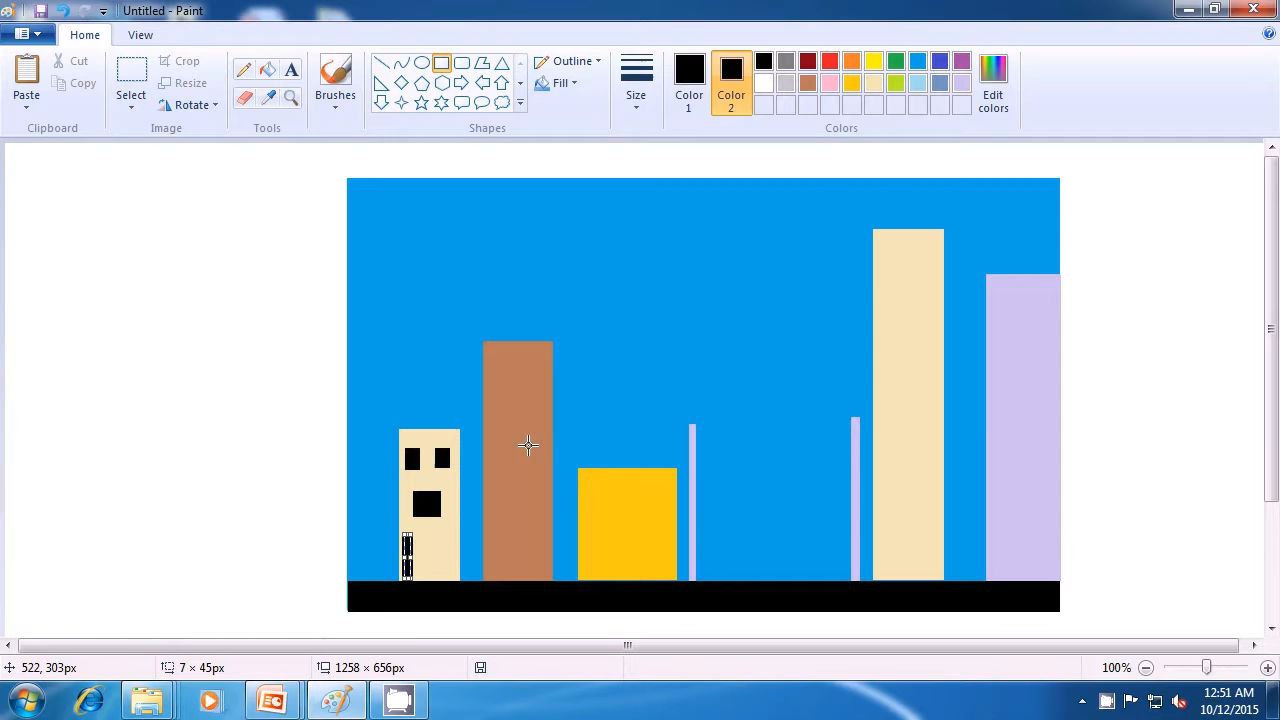 Untitled - Paint
Home View
Paste
Cut
Copy
Clipboard
Select
Crop
Resize
Rotate
Image
A
Tools
Brushes
Outline
Fill
Shapes
Size
Color 1
Color 2
Edit colors
Colors
522, 303px
7 × 45px
1258 × 656px
100%
12:51 AM
10/12/2015